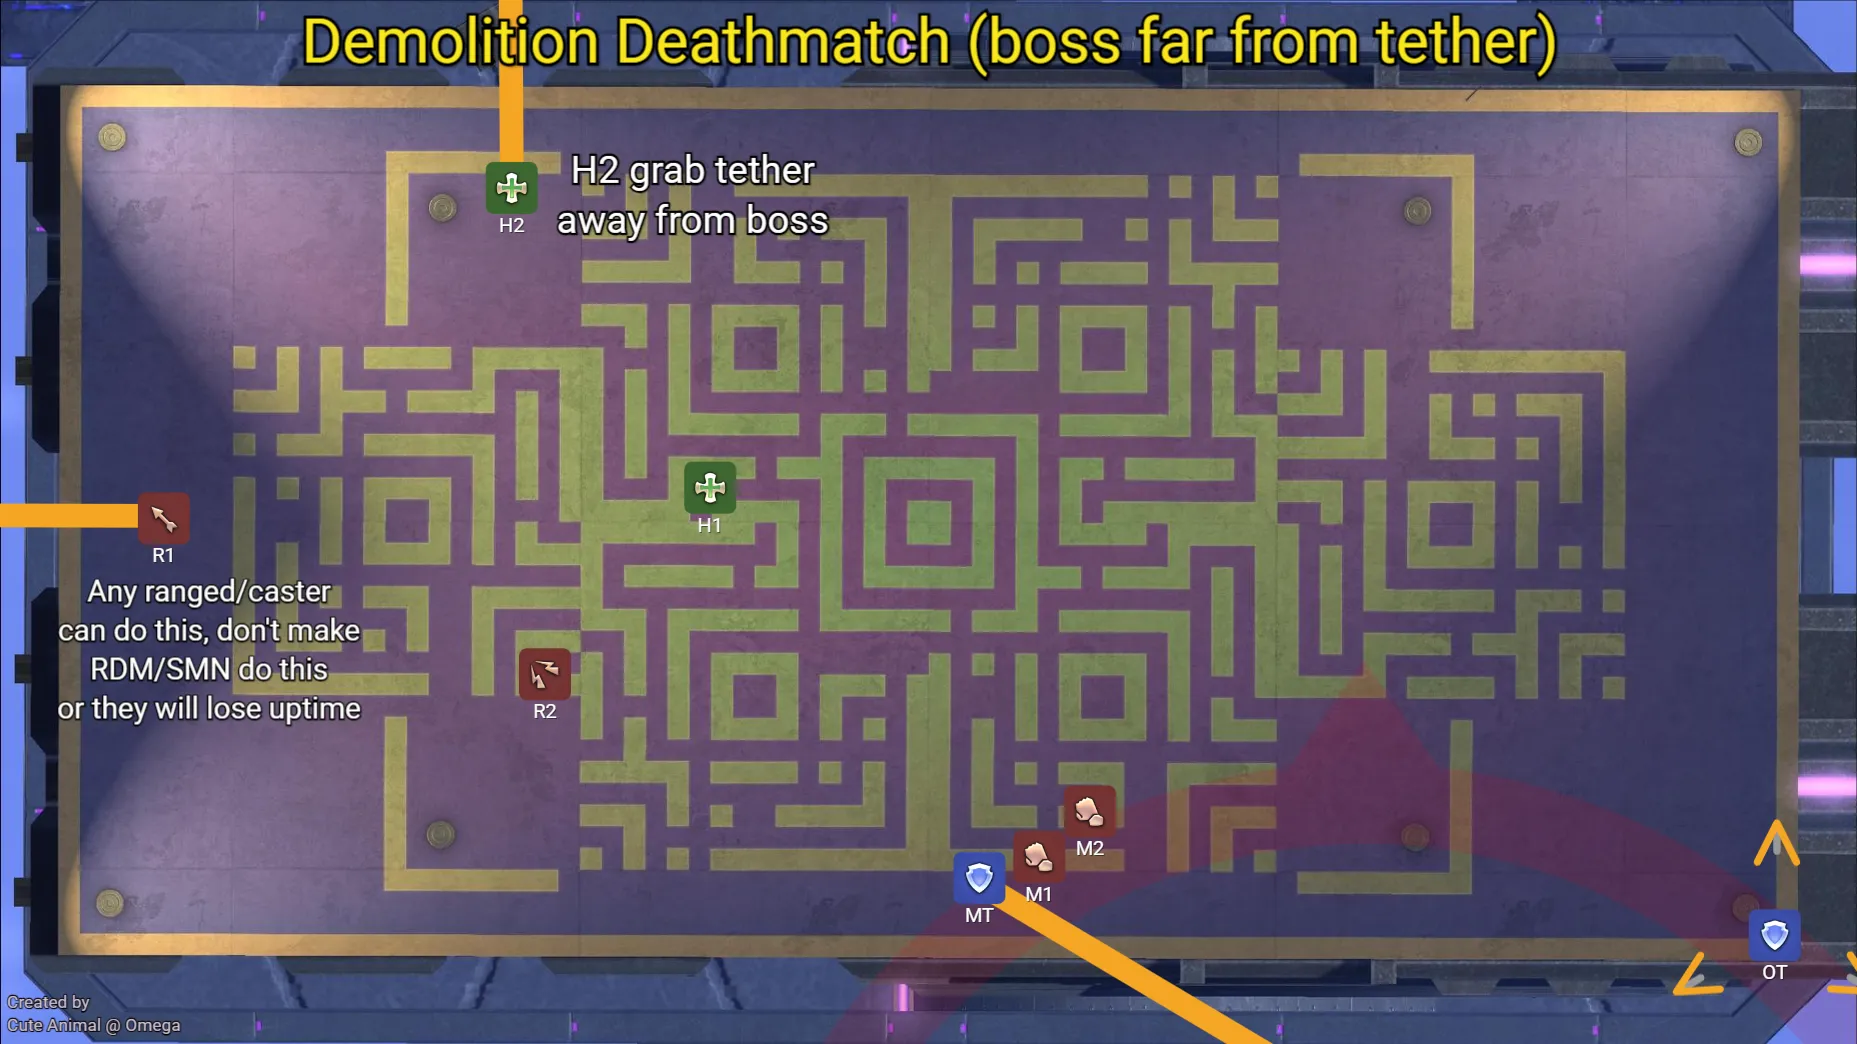 Demolition Deathmatch (boss far from tether)
H2 grab tether
away from boss
H2
H1
R1
Any ranged/caster
can do this, don't make
RDM/SMN do this
or they will lose uptime
R2
M2
M1
MT
OT
Created by
Cute Animal @ Omega